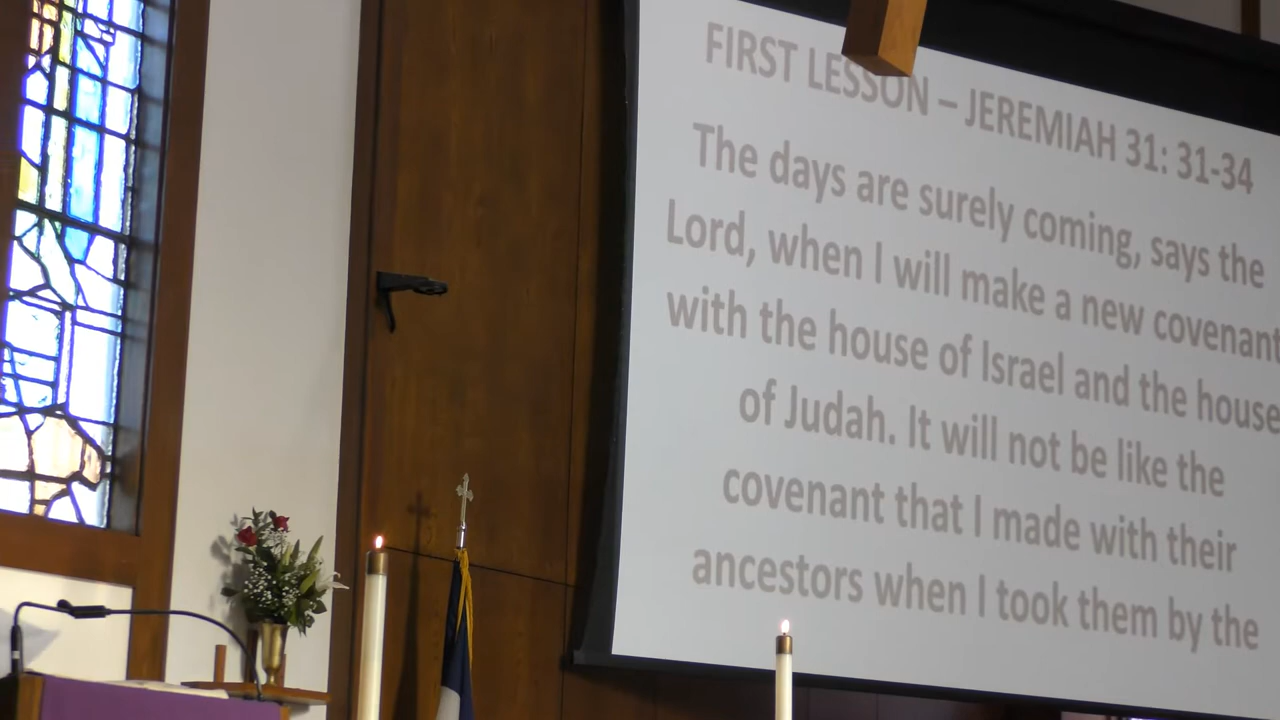 FIRST LESSON – JEREMIAH 31: 31-34
The days are surely coming, says the
Lord, when I will make a new covenant
with the house of Israel and the house
of Judah. It will not be like the
covenant that I made with their
ancestors when I took them by the